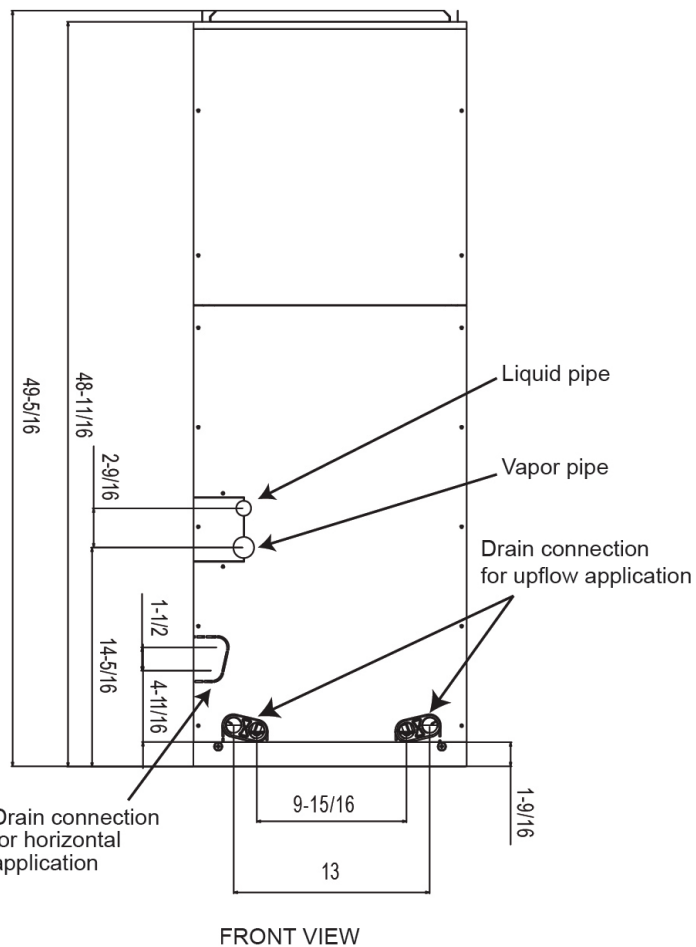 49-5/16
48-11/16
2-9/16
Liquid pipe
Vapor pipe
Drain connection
for upflow application
1-1/2
14-5/16
4-11/16
Drain connection
for horizontal
application
9-15/16
1-9/16
13
FRONT VIEW